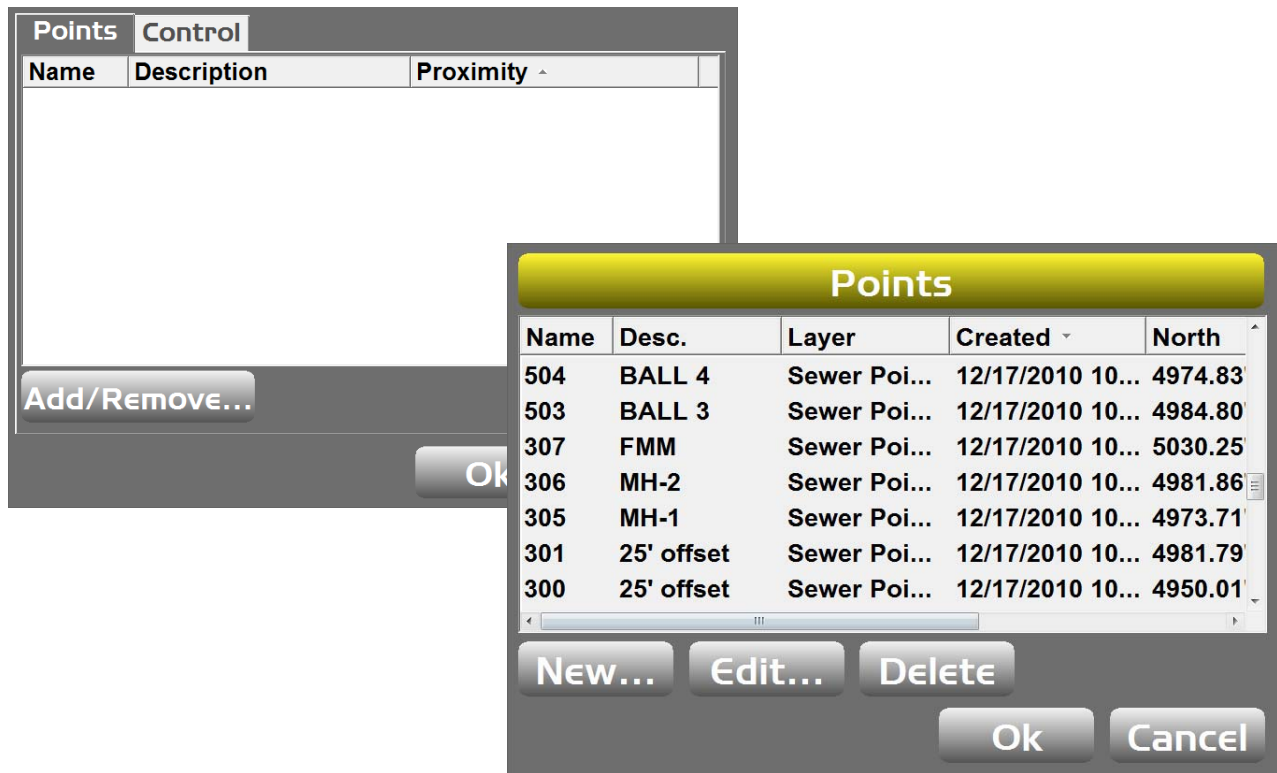 Points Control
Name Description Proximity
Add/Remove...
Ok
Points
Name Desc. Layer Created North
504 BALL 4 Sewer Poi... 12/17/2010 10... 4974.83'
503 BALL 3 Sewer Poi... 12/17/2010 10... 4984.80'
307 FMM Sewer Poi... 12/17/2010 10... 5030.25'
306 MH-2 Sewer Poi... 12/17/2010 10... 4981.86'
305 MH-1 Sewer Poi... 12/17/2010 10... 4973.71'
301 25' offset Sewer Poi... 12/17/2010 10... 4981.79'
300 25' offset Sewer Poi... 12/17/2010 10... 4950.01'
New... Edit... Delete
Ok Cancel